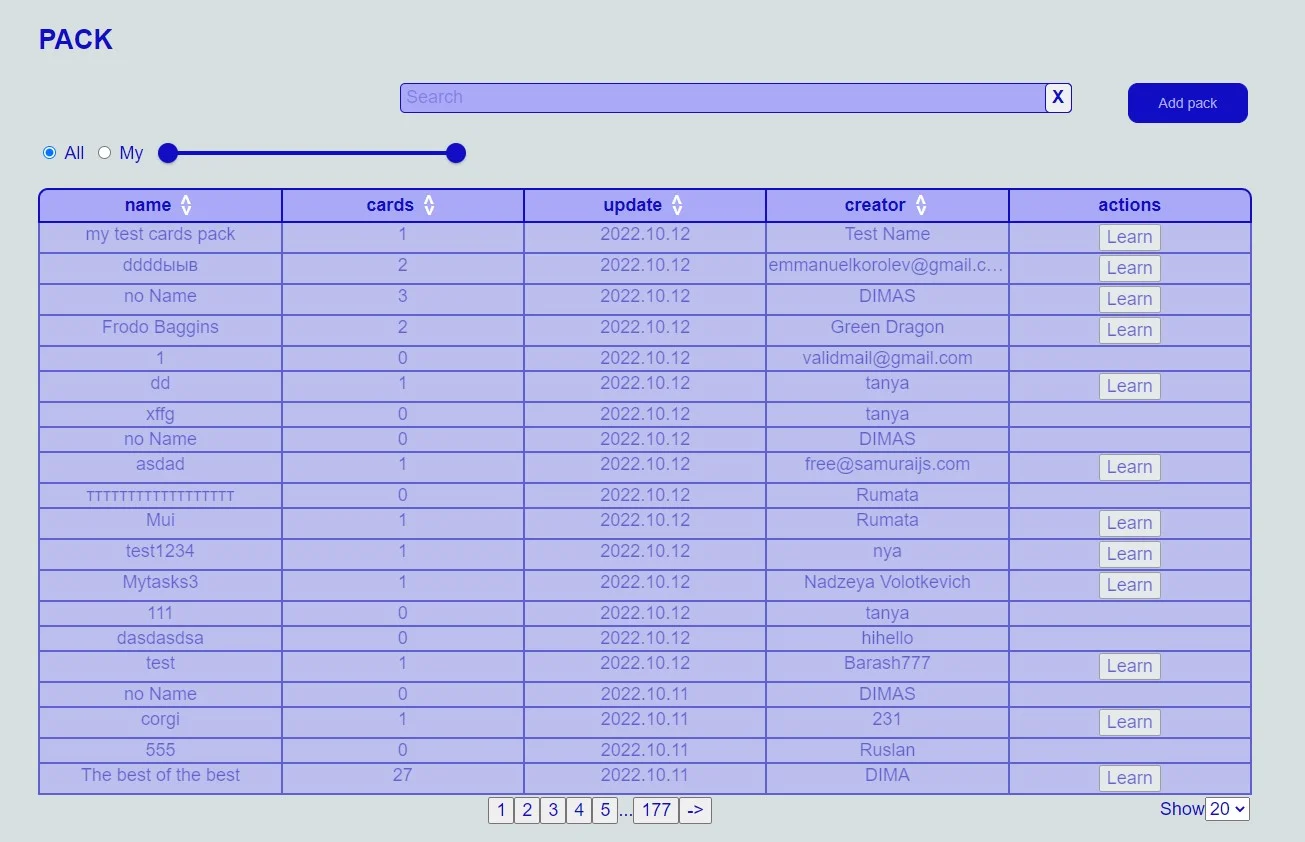 PACK
Search X Add pack
All My
name cards update creator actions
my test cards pack 1 2022.10.12 Test Name Learn
ddddыыв 2 2022.10.12 emmanuelkorolev@gmail.c... Learn
no Name 3 2022.10.12 DIMAS Learn
Frodo Baggins 2 2022.10.12 Green Dragon Learn
1 0 2022.10.12 validmail@gmail.com
dd 1 2022.10.12 tanya Learn
xffg 0 2022.10.12 tanya
no Name 0 2022.10.12 DIMAS
asdad 1 2022.10.12 free@samuraijs.com Learn
тттттттттттттттттт 0 2022.10.12 Rumata
Mui 1 2022.10.12 Rumata Learn
test1234 1 2022.10.12 nya Learn
Mytasks3 1 2022.10.12 Nadzeya Volotkevich Learn
111 0 2022.10.12 tanya
dasdasdsa 0 2022.10.12 hihello
test 1 2022.10.12 Barash777 Learn
no Name 0 2022.10.11 DIMAS
corgi 1 2022.10.11 231 Learn
555 0 2022.10.11 Ruslan
The best of the best 27 2022.10.11 DIMA Learn
1 2 3 4 5 ... 177 -> Show 20